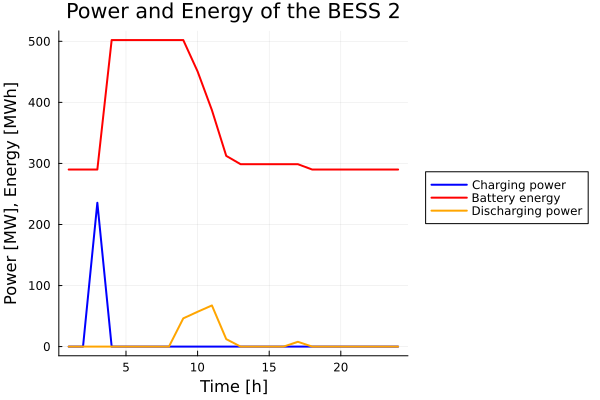 Power and Energy of the BESS 2
Power [MW], Energy [MWh]
500
400
300
200
100
0
5
10
15
20
Time [h]
Charging power
Battery energy
Discharging power